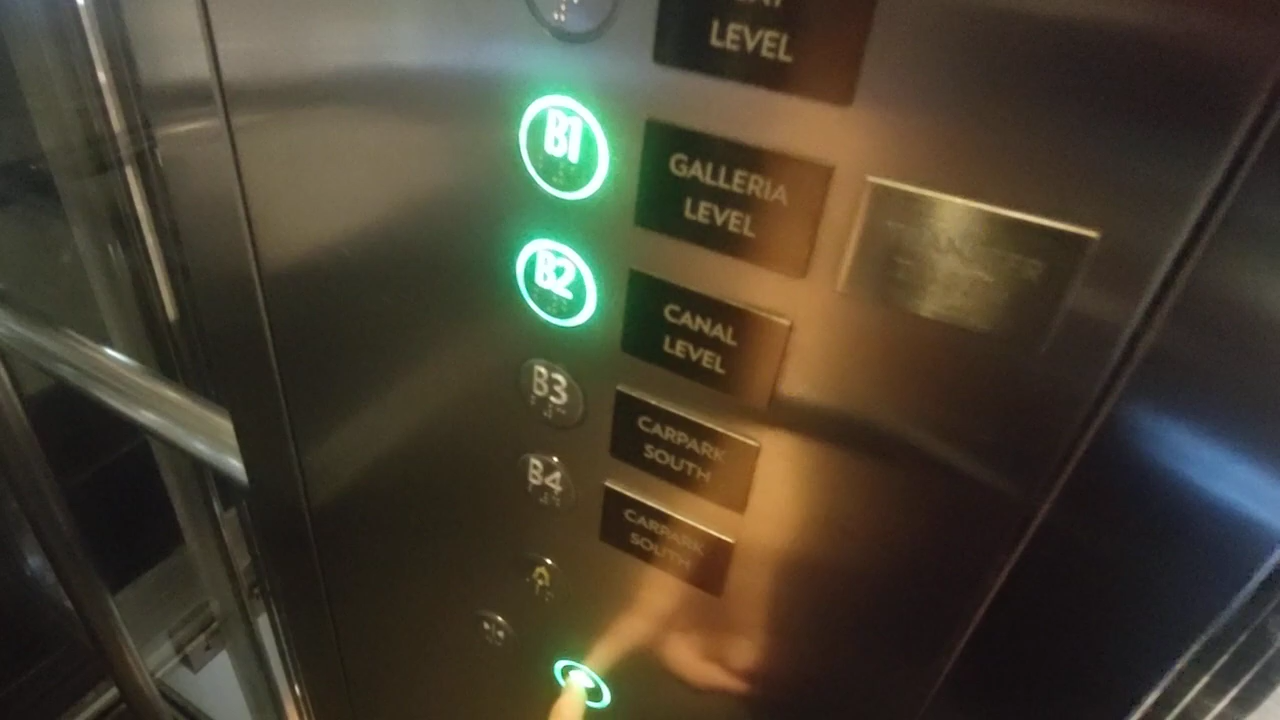 LEVEL
B1
GALLERIA
LEVEL
B2
CANAL
LEVEL
B3
CARPARK
SOUTH
B4
CARPARK
SOUTH